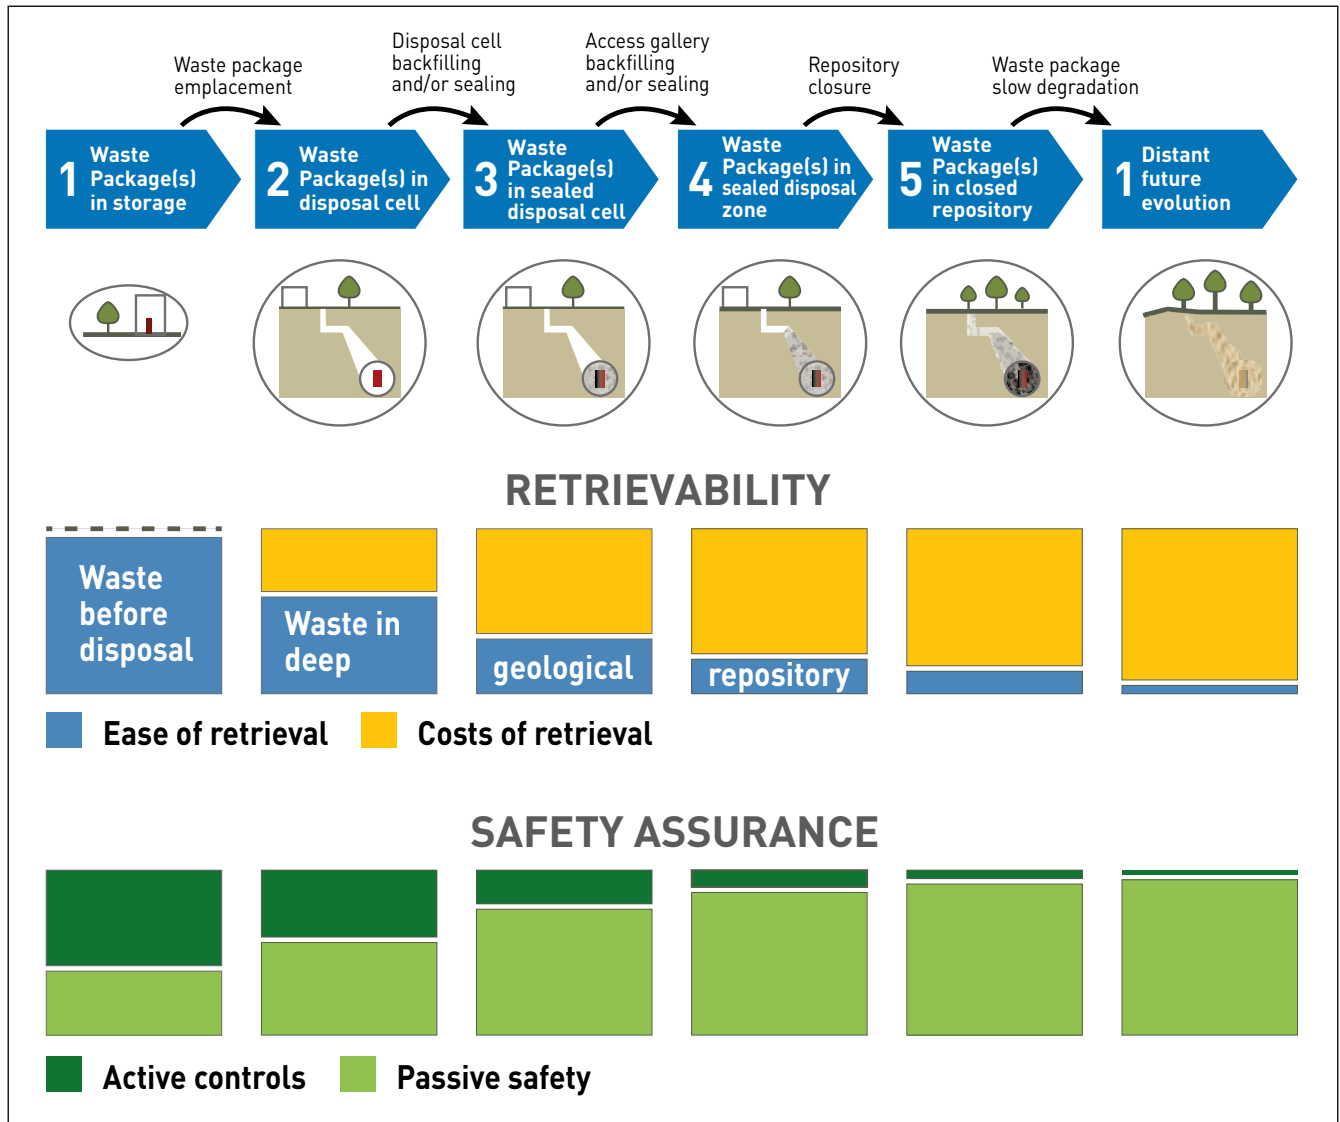 Waste package
emplacement
Disposal cell
backfilling
and/or sealing
Access gallery
backfilling
and/or sealing
Repository
closure
Waste package
slow degradation
1
Waste
Package(s)
in storage
2
Waste
Package(s) in
disposal cell
3
Waste
Package(s)
in sealed
disposal cell
4
Waste
Package(s) in
sealed disposal
zone
5
Waste
Package(s)
in closed
repository
1
Distant
future
evolution
RETRIEVABILITY
Waste
before
disposal
Waste in
deep
geological
repository
Ease of retrieval
Costs of retrieval
SAFETY ASSURANCE
Active controls
Passive safety